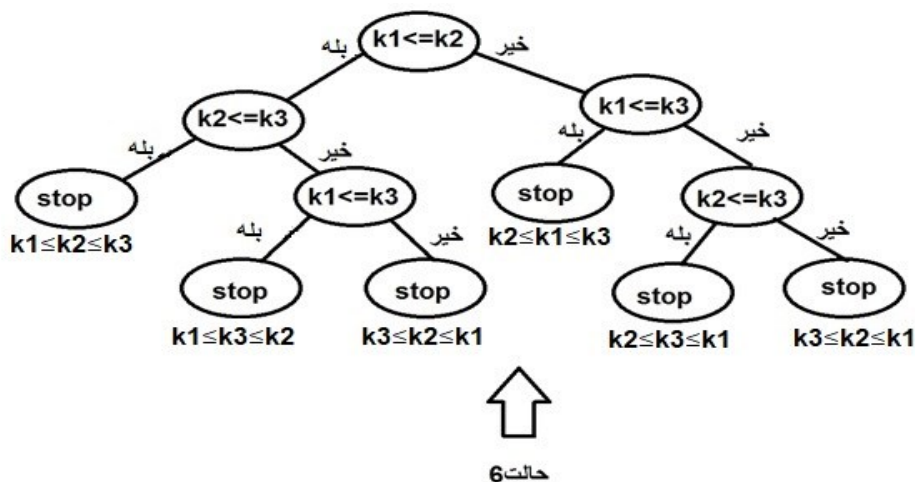 k1<=k2
بله
خیر
k2<=k3
k1<=k3
بله
خیر
بله
خیر
stop
k1≤k2≤k3
k1<=k3
stop
k2≤k1≤k3
k2<=k3
بله
خیر
بله
خیر
stop
k1≤k3≤k2
stop
k3≤k2≤k1
stop
k2≤k3≤k1
stop
k3≤k2≤k1
6حالت